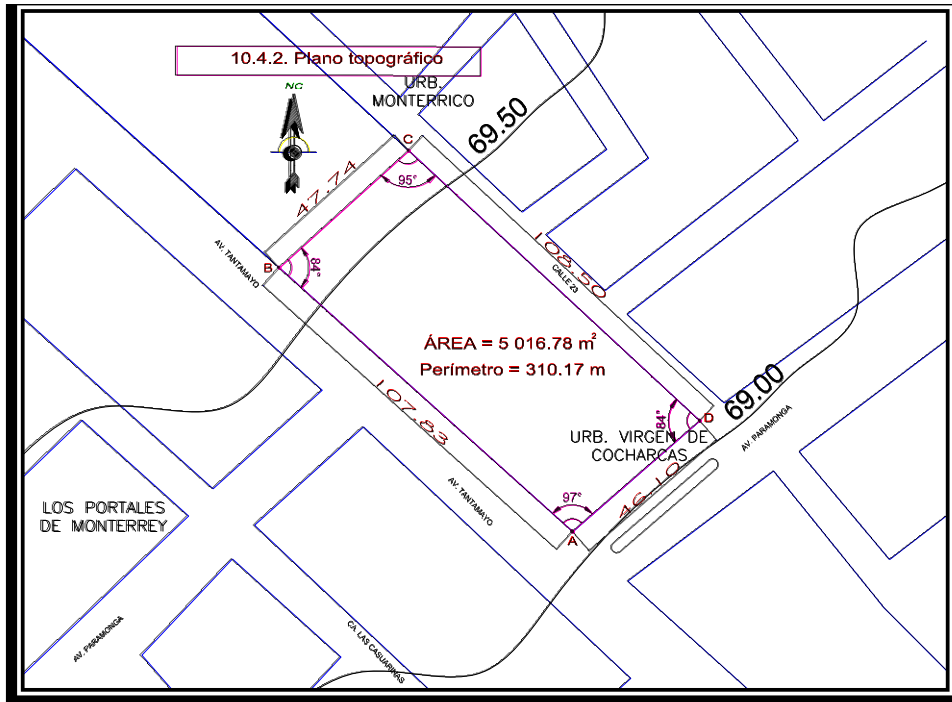 10.4.2. Plano topográfico
URB.
MONTERRICO
NG
69.50
C
95°
47.74
AV. TANTAMAYO
B
84°
108.50
CALLE 23
ÁREA = 5 016.78 m²
Perímetro = 310.17 m
107.83
69.00
D
84°
URB. VIRGEN DE
COCHARCAS
AV. PARAMONGA
46.10
97°
A
AV. TANTAMAYO
LOS PORTALES
DE MONTERREY
AV. PARAMONGA
CA. LAS CASUARINAS